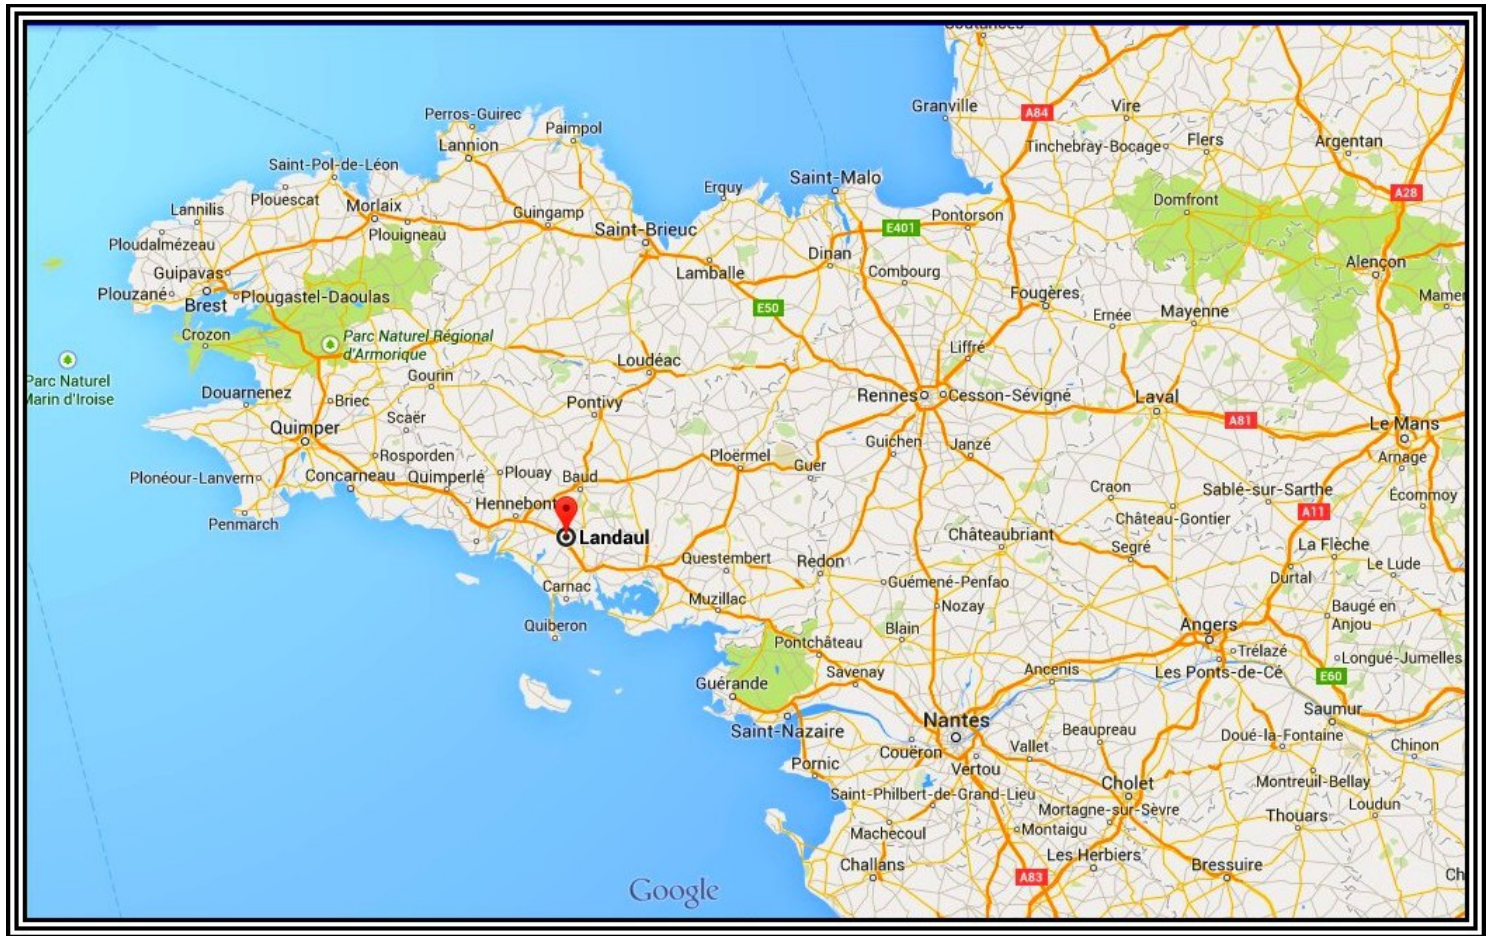 Coutances
Granville
A84
Vire
Perros-Guirec
Paimpol
Lannion
Tinchebray-Bocage
Flers
Argentan
Saint-Pol-de-Léon
Plouescat
Erquy
Saint-Malo
A28
Domfront
Lannilis
Morlaix
Guingamp
Pontorson
E401
Plouigneau
Saint-Brieuc
Ploudalmézeau
Dinan
Guipavas
Lamballe
Combourg
Alençon
Plouzané
Brest
Plougastel-Daoulas
Fougères
Mamer
E50
Ernée
Mayenne
Crozon
Parc Naturel Régional
d'Armorique
Liffré
Loudéac
Parc Naturel
Marin d'Iroise
Gourin
Douarnenez
Briec
Pontivy
Rennes
Cesson-Sévigné
Laval
Scaër
A81
Le Mans
Quimper
Guichen
Janzé
Rosporden
Ploërmel
Guer
Arnage
Plonéour-Lanvern
Concarneau
Quimperlé
Plouay
Baud
Craon
Sablé-sur-Sarthe
Écommoy
Hennebont
Penmarch
A11
Château-Gontier
Landaul
Châteaubriant
Segré
La Flèche
Questembert
Redon
Le Lude
Carnac
Guémené-Penfao
Durtal
Muzillac
Nozay
Baugé en
Anjou
Quiberon
Blain
Angers
Pontchâteau
Trélazé
Longué-Jumelles
Guérande
Savenay
Ancenis
Les Ponts-de-Cé
E60
Saumur
Nantes
Saint-Nazaire
Beaupreau
Doué-la-Fontaine
Couëron
Vallet
Chinon
Pornic
Vertou
Cholet
Montreuil-Bellay
Saint-Philbert-de-Grand-Lieu
Mortagne-sur-Sèvre
Loudun
Machecoul
Montaigu
Thouars
Challans
Les Herbiers
Bressuire
A83
Ch
Google